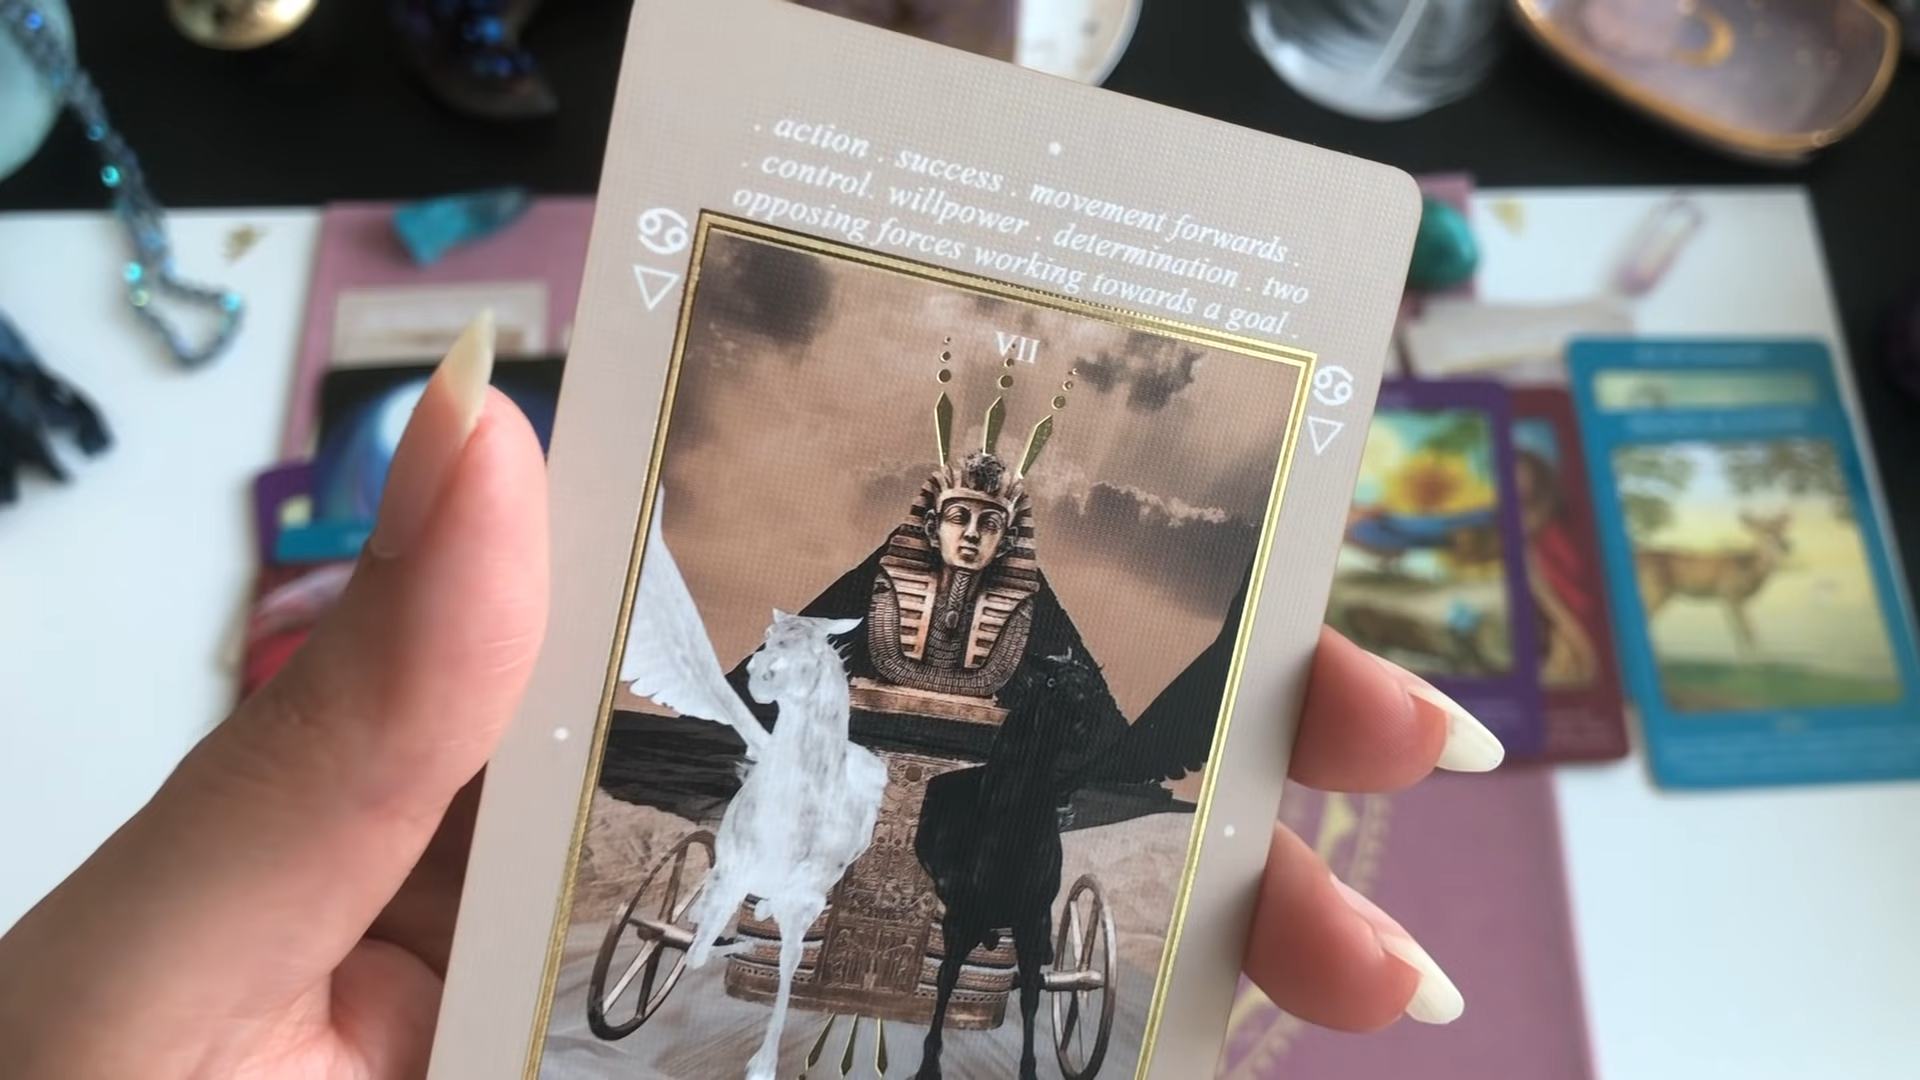 . action . success . movement forwards .
. control. willpower . determination . two
opposing forces working towards a goal .
VII